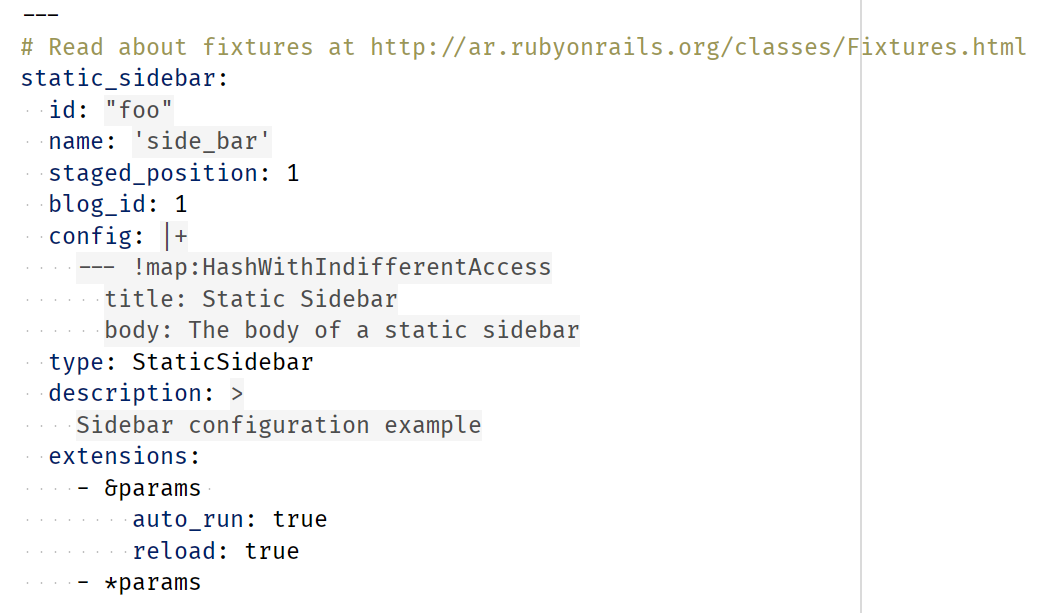 ---
# Read about fixtures at http://ar.rubyonrails.org/classes/Fixtures.html
static_sidebar:
  id: "foo"
  name: 'side_bar'
  staged_position: 1
  blog_id: 1
  config: |+
    --- !map:HashWithIndifferentAccess
      title: Static Sidebar
      body: The body of a static sidebar
  type: StaticSidebar
  description: >
    Sidebar configuration example
  extensions:
    - &params
        auto_run: true
        reload: true
    - *params